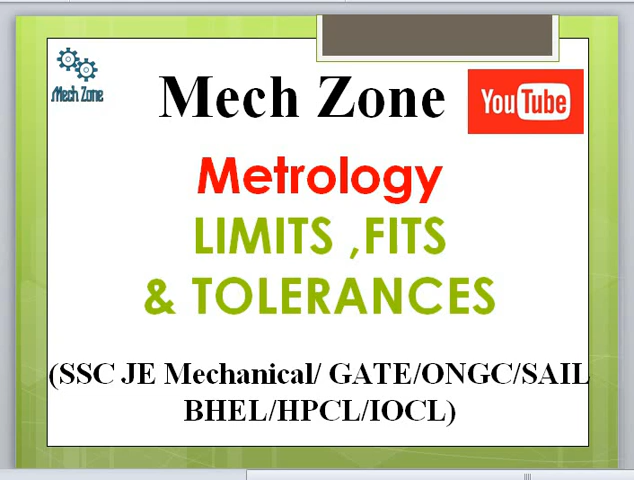 Mech Zone
Mech Zone
YouTube
Metrology
LIMITS ,FITS
& TOLERANCES
(SSC JE Mechanical/ GATE/ONGC/SAIL
BHEL/HPCL/IOCL)